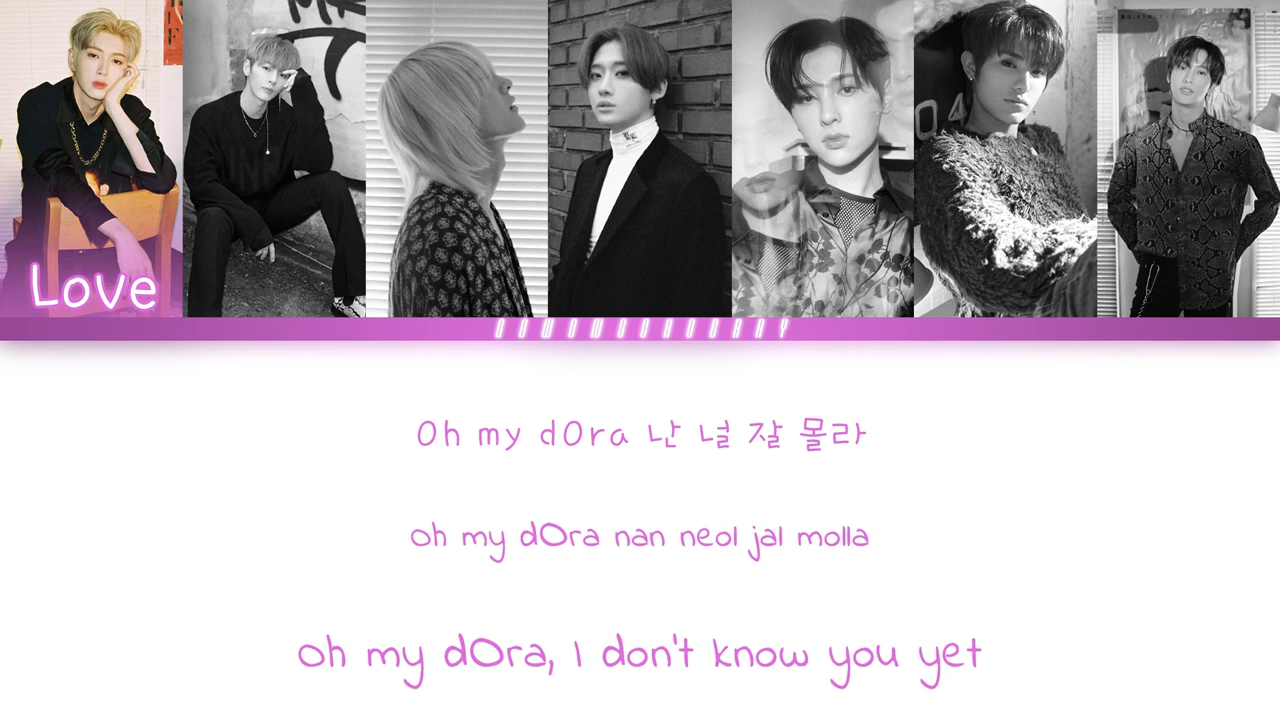 Love
Oh my dOra 난 널 잘 몰라
Oh my dOra nan neol jal molla
Oh my dOra, I don't know you yet